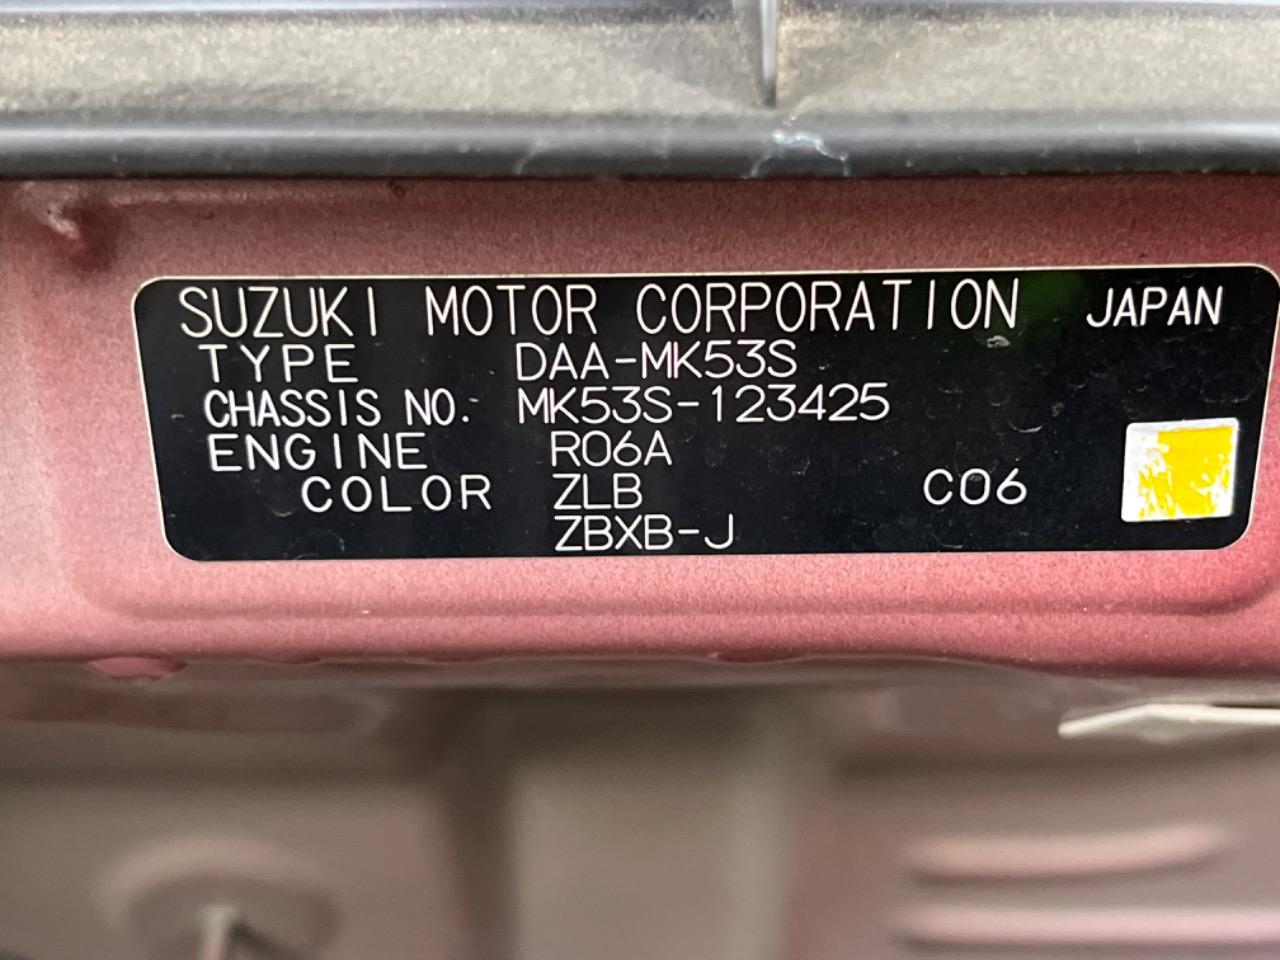 SUZUKI MOTOR CORPORATION JAPAN
TYPE DAA-MK53S
CHASSIS NO. MK53S-123425
ENGINE R06A
COLOR ZLB C06
ZBXB-J